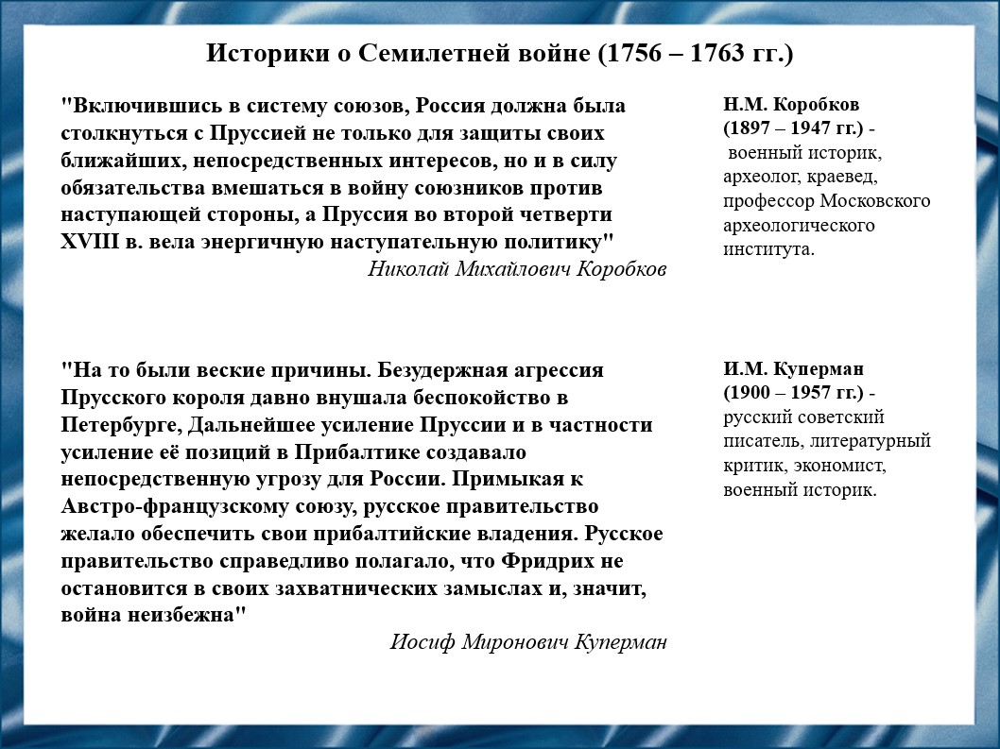 Историки о Семилетней войне (1756 – 1763 гг.)
"Включившись в систему союзов, Россия должна была
столкнуться с Пруссией не только для защиты своих
ближайших, непосредственных интересов, но и в силу
обязательства вмешаться в войну союзников против
наступающей стороны, а Пруссия во второй четверти
XVIII в. вела энергичную наступательную политику"
Николай Михайлович Коробков
Н.М. Коробков
(1897 – 1947 гг.) -
военный историк,
археолог, краевед,
профессор Московского
археологического
института.
"На то были веские причины. Безудержная агрессия
Прусского короля давно внушала беспокойство в
Петербурге, Дальнейшее усиление Пруссии и в частности
усиление её позиций в Прибалтике создавало
непосредственную угрозу для России. Примыкая к
Австро-французскому союзу, русское правительство
желало обеспечить свои прибалтийские владения. Русское
правительство справедливо полагало, что Фридрих не
остановится в своих захватнических замыслах и, значит,
война неизбежна"
Иосиф Миронович Куперман
И.М. Куперман
(1900 – 1957 гг.) -
русский советский
писатель, литературный
критик, экономист,
военный историк.